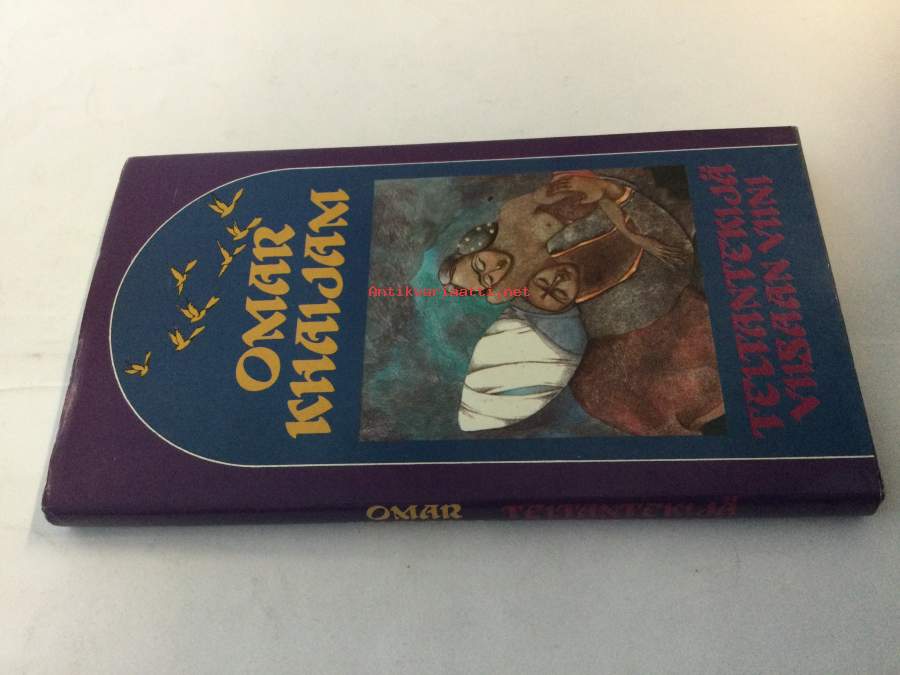 OMAR
KHAIJAM
TELTANTEKIJÄ
VIISAAN VIINI
OMAR TELTANTEKIJÄ
Antikvariaatti.net